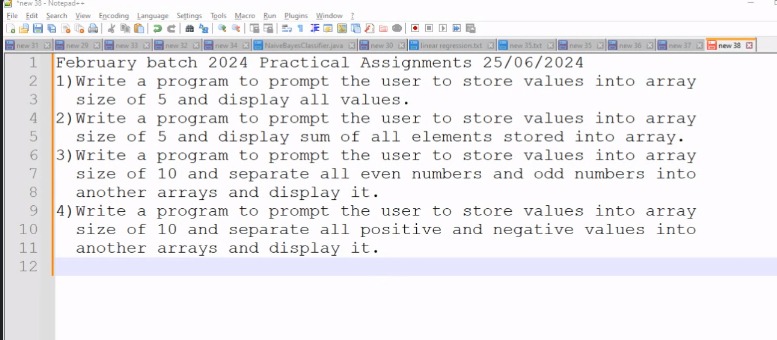 *new 38 - Notepad++
File Edit Search View Encoding Language Settings Tools Macro Run Plugins Window ?
new 31 new 29 new 33 new 32 new 34 NaiveBayesClassifier.java new 30 linear regression.txt new 35.txt new 35 new 36 new 37 new 38
1 February batch 2024 Practical Assignments 25/06/2024
2 1)Write a program to prompt the user to store values into array
3 size of 5 and display all values.
4 2)Write a program to prompt the user to store values into array
5 size of 5 and display sum of all elements stored into array.
6 3)Write a program to prompt the user to store values into array
7 size of 10 and separate all even numbers and odd numbers into
8 another arrays and display it.
9 4)Write a program to prompt the user to store values into array
10 size of 10 and separate all positive and negative values into
11 another arrays and display it.
12